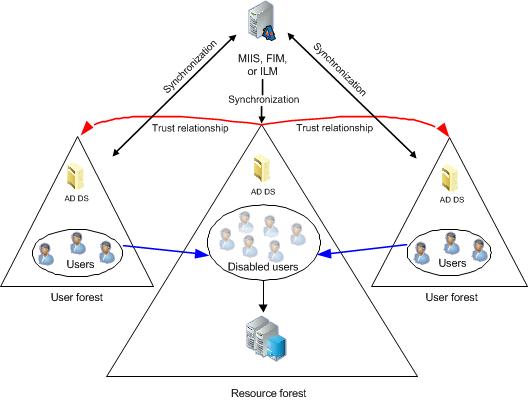 MIIS, FIM,
or ILM
Synchronization
Synchronization
Synchronization
Trust relationship
Trust relationship
AD DS
AD DS
AD DS
Users
Disabled users
Users
User forest
User forest
Resource forest